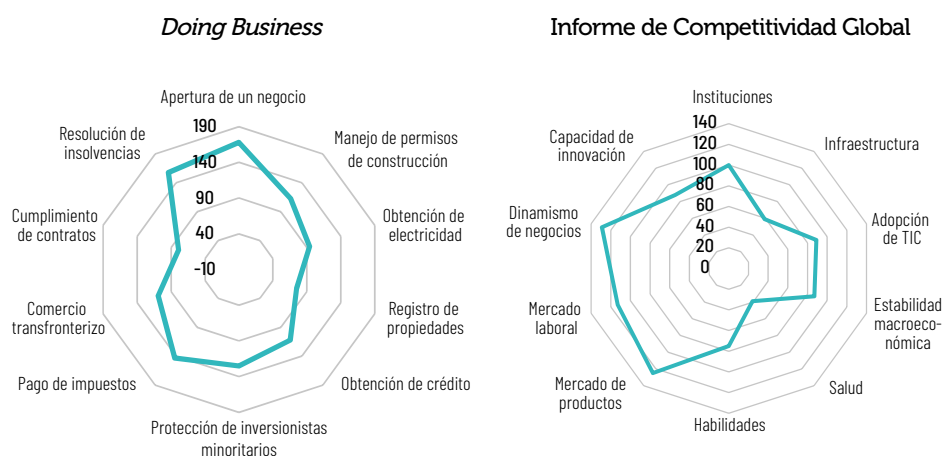 Doing Business
Apertura de un negocio
190
140
90
40
-10
Manejo de permisos
de construcción
Obtención de
electricidad
Registro de
propiedades
Obtención de crédito
Protección de inversionistas
minoritarios
Pago de impuestos
Comercio
transfronterizo
Cumplimiento
de contratos
Resolución de
insolvencias
Informe de Competitividad Global
Instituciones
140
120
100
80
60
40
20
0
Infraestructura
Adopción
de TIC
Estabilidad
macroeco-
nómica
Salud
Habilidades
Mercado de
productos
Mercado
laboral
Dinamismo
de negocios
Capacidad de
innovación